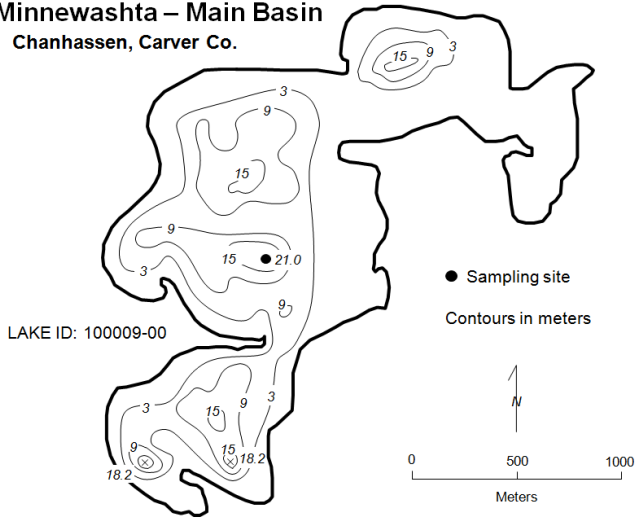 Minnewashta – Main Basin
Chanhassen, Carver Co.
15 9 3
3
9
15
9
15 21.0
3
9
Sampling site
Contours in meters
LAKE ID: 100009-00
3
15 9 3
9
15
18.2
18.2
N
0 500 1000
Meters